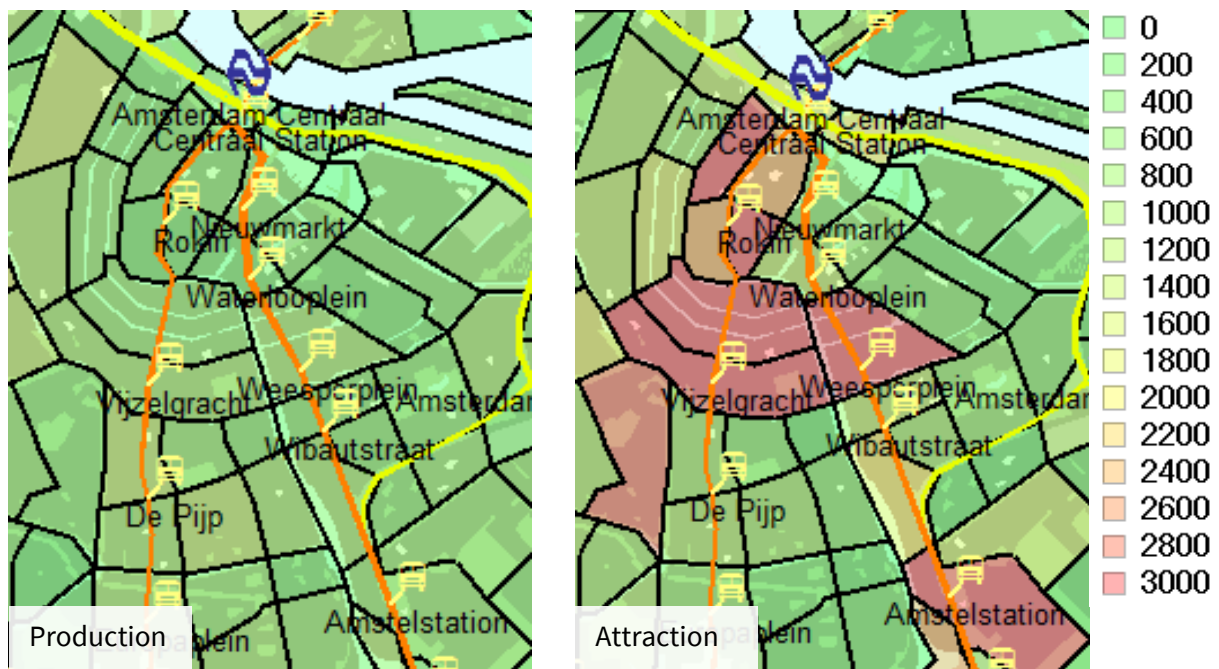 Amsterdam Centraal
Centraal Station
Nieuwmarkt
Rokin
Waterlooplein
Weesperplein
Vijzelgracht
Amsterdam
Wibautstraat
De Pijp
Amstelstation
Europaplein
Production
Amsterdam Centraal
Centraal Station
Nieuwmarkt
Rokin
Waterlooplein
Weesperplein
Vijzelgracht
Amsterdam
Wibautstraat
De Pijp
Amstelstation
Europaplein
Attraction
0
200
400
600
800
1000
1200
1400
1600
1800
2000
2200
2400
2600
2800
3000